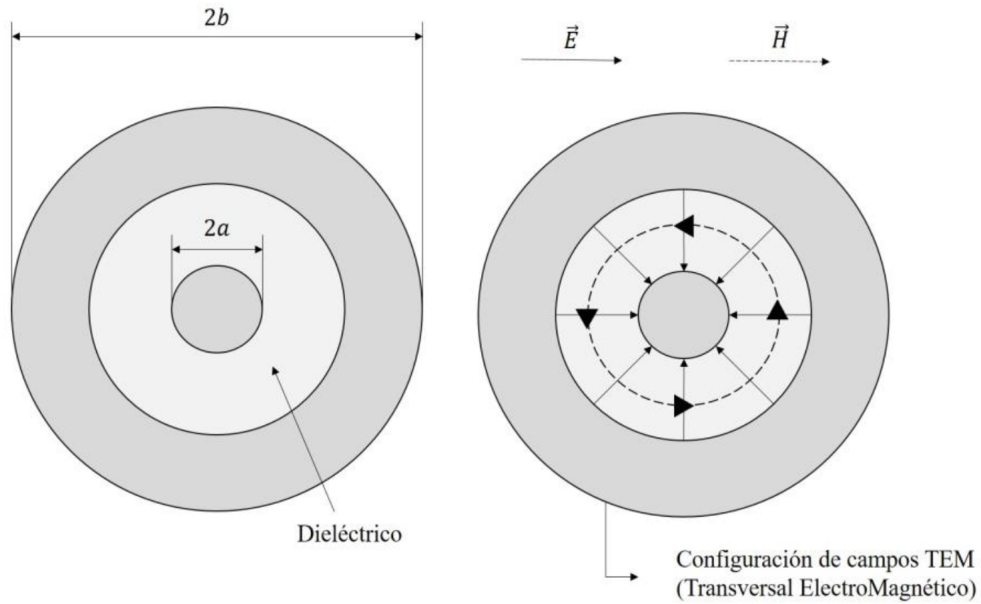 2b
E⃗
H⃗
2a
Dieléctrico
Configuración de campos TEM
(Transversal ElectroMagnético)